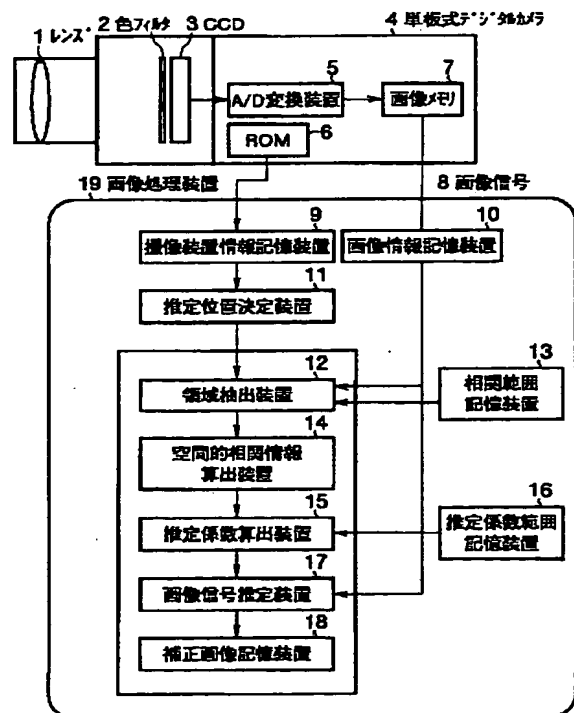 4 単板式ﾃﾞｼﾞﾀﾙｶﾒﾗ
2 色ﾌｨﾙﾀ 3 CCD
1 ﾚﾝｽﾞ
5
A/D変換装置
7
画像ﾒﾓﾘ
ROM
6
19 画像処理装置
8 画像信号
9
撮像装置情報記憶装置
10
画像情報記憶装置
11
推定位置決定装置
12
領域抽出装置
13
相関範囲
記憶装置
14
空間的相関情報
算出装置
15
推定係数算出装置
16
推定係数範囲
記憶装置
17
画像信号推定装置
18
補正画像記憶装置